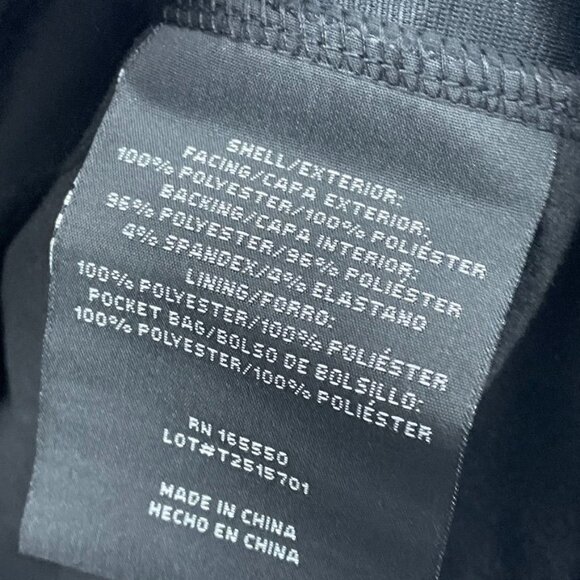 SHELL/EXTERIOR:
FACING/CAPA EXTERIOR:
100% POLYESTER/100% POLIÉSTER
BACKING/CAPA INTERIOR:
96% POLYESTER/96% POLIÉSTER
4% SPANDEX/4% ELASTANO
LINING/FORRO:
100% POLYESTER/100% POLIÉSTER
POCKET BAG/BOLSO DE BOLSILLO:
100% POLYESTER/100% POLIÉSTER
RN 165550
LOT#T2515701
MADE IN CHINA
HECHO EN CHINA